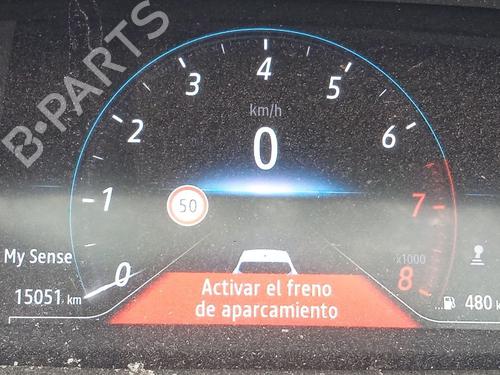 B-PARTS
4
3
5
km/h
2
6
0
1
50
7
My Sense
x1000
0
Activar el freno
8
15051 km
de aparcamiento
...480 k